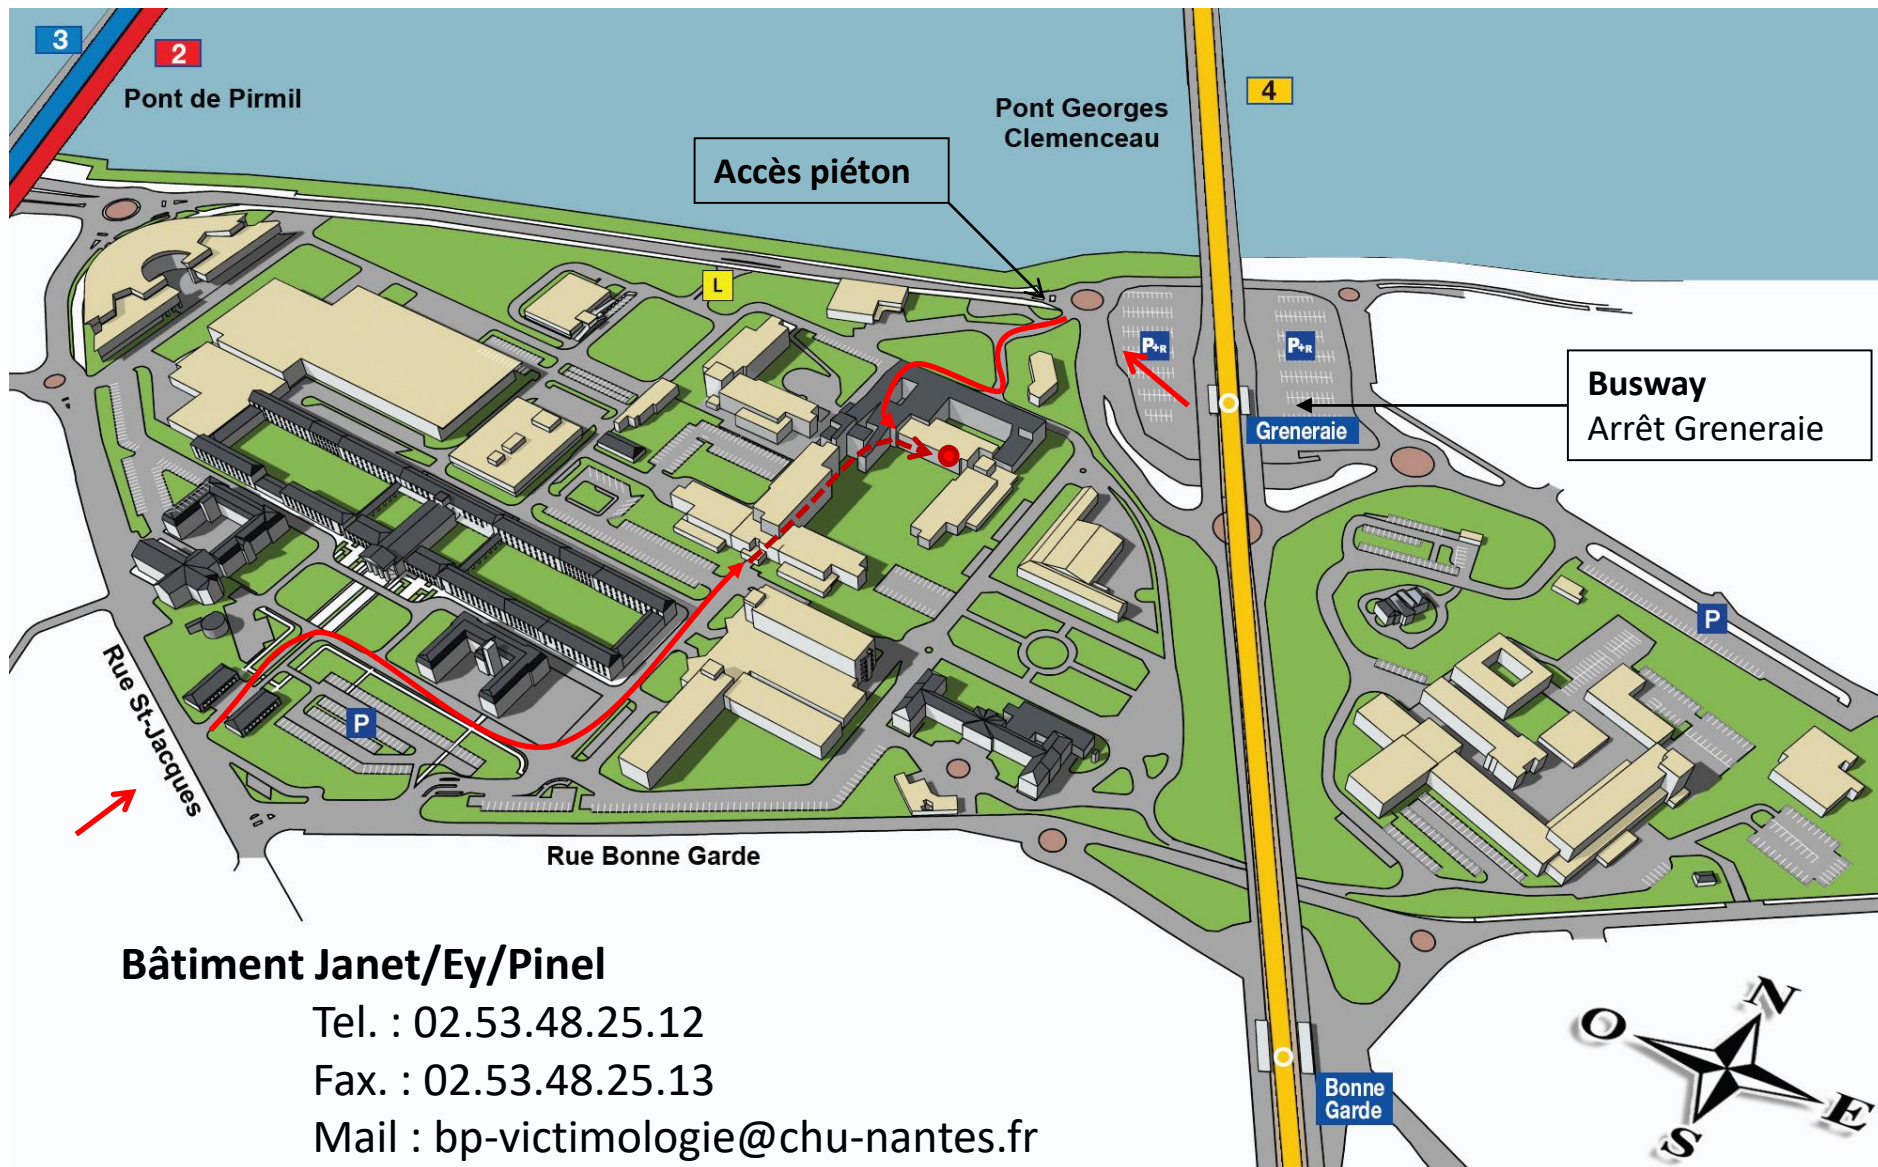 3
2
Pont de Pirmil
4
Pont Georges
Clemenceau
Accès piéton
L
P+R
P+R
Busway
Arrêt Greneraie
Greneraie
P
P
Rue St-Jacques
Rue Bonne Garde
Bâtiment Janet/Ey/Pinel
Tel. : 02.53.48.25.12
Fax. : 02.53.48.25.13
Mail : bp-victimologie@chu-nantes.fr
Bonne
Garde
N
O
E
S